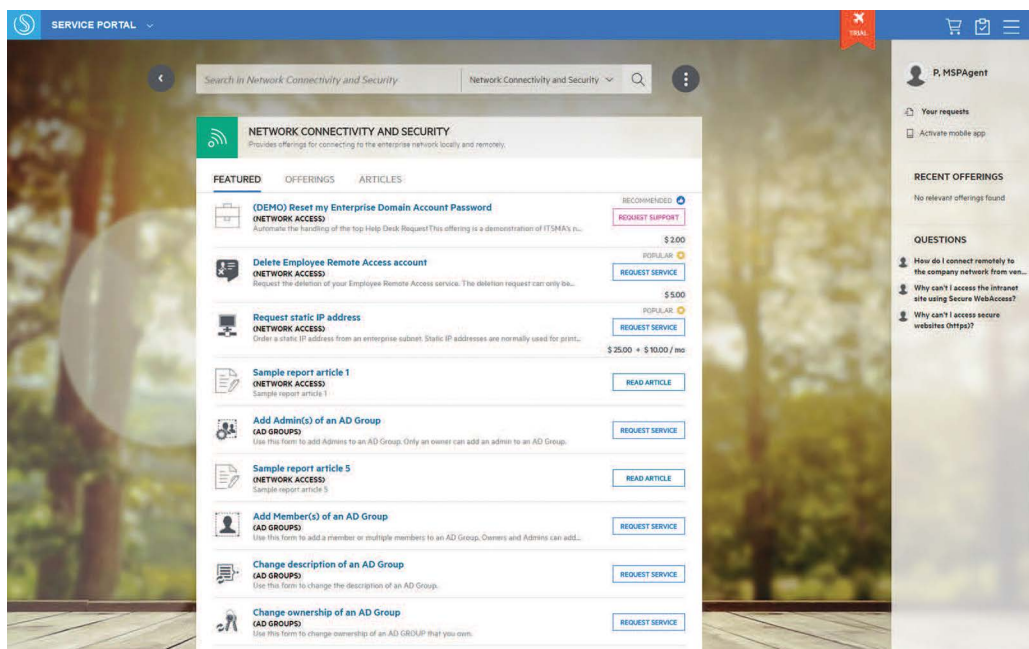 SERVICE PORTAL
TRIAL
Search in Network Connectivity and Security
Network Connectivity and Security
NETWORK CONNECTIVITY AND SECURITY
Provides offerings for connecting to the enterprise network locally and remotely.
FEATURED OFFERINGS ARTICLES
(DEMO) Reset my Enterprise Domain Account Password
RECOMMENDED
(NETWORK ACCESS)
REQUEST SUPPORT
Automate the handling of the top Help Desk RequestThis offering is a demonstration of ITSMA's n...
$ 2.00
Delete Employee Remote Access account
POPULAR
(NETWORK ACCESS)
REQUEST SERVICE
Request the deletion of your Employee Remote Access service. The deletion request can only be...
$ 5.00
Request static IP address
POPULAR
(NETWORK ACCESS)
REQUEST SERVICE
Order a static IP address from an enterprise subnet. Static IP addresses are normally used for print...
$ 25.00 + $ 10.00 / mo
Sample report article 1
(NETWORK ACCESS)
READ ARTICLE
Sample report article 1
Add Admin(s) of an AD Group
(AD GROUPS)
REQUEST SERVICE
Use this form to add Admins to an AD Group. Only an owner can add an admin to an AD Group.
Sample report article 5
(NETWORK ACCESS)
READ ARTICLE
Sample report article 5
Add Member(s) of an AD Group
(AD GROUPS)
REQUEST SERVICE
Use this form to add a member or multiple members to an AD Group. Owners and Admins can add...
Change description of an AD Group
(AD GROUPS)
REQUEST SERVICE
Use this form to change the description of an AD Group.
Change ownership of an AD Group
(AD GROUPS)
REQUEST SERVICE
Use this form to change ownership of an AD GROUP that you own.
P, MSPAgent
Your requests
Activate mobile app
RECENT OFFERINGS
No relevant offerings found
QUESTIONS
How do I connect remotely to
the company network from ven...
Why can't I access the intranet
site using Secure WebAccess?
Why can't I access secure
websites (https)?